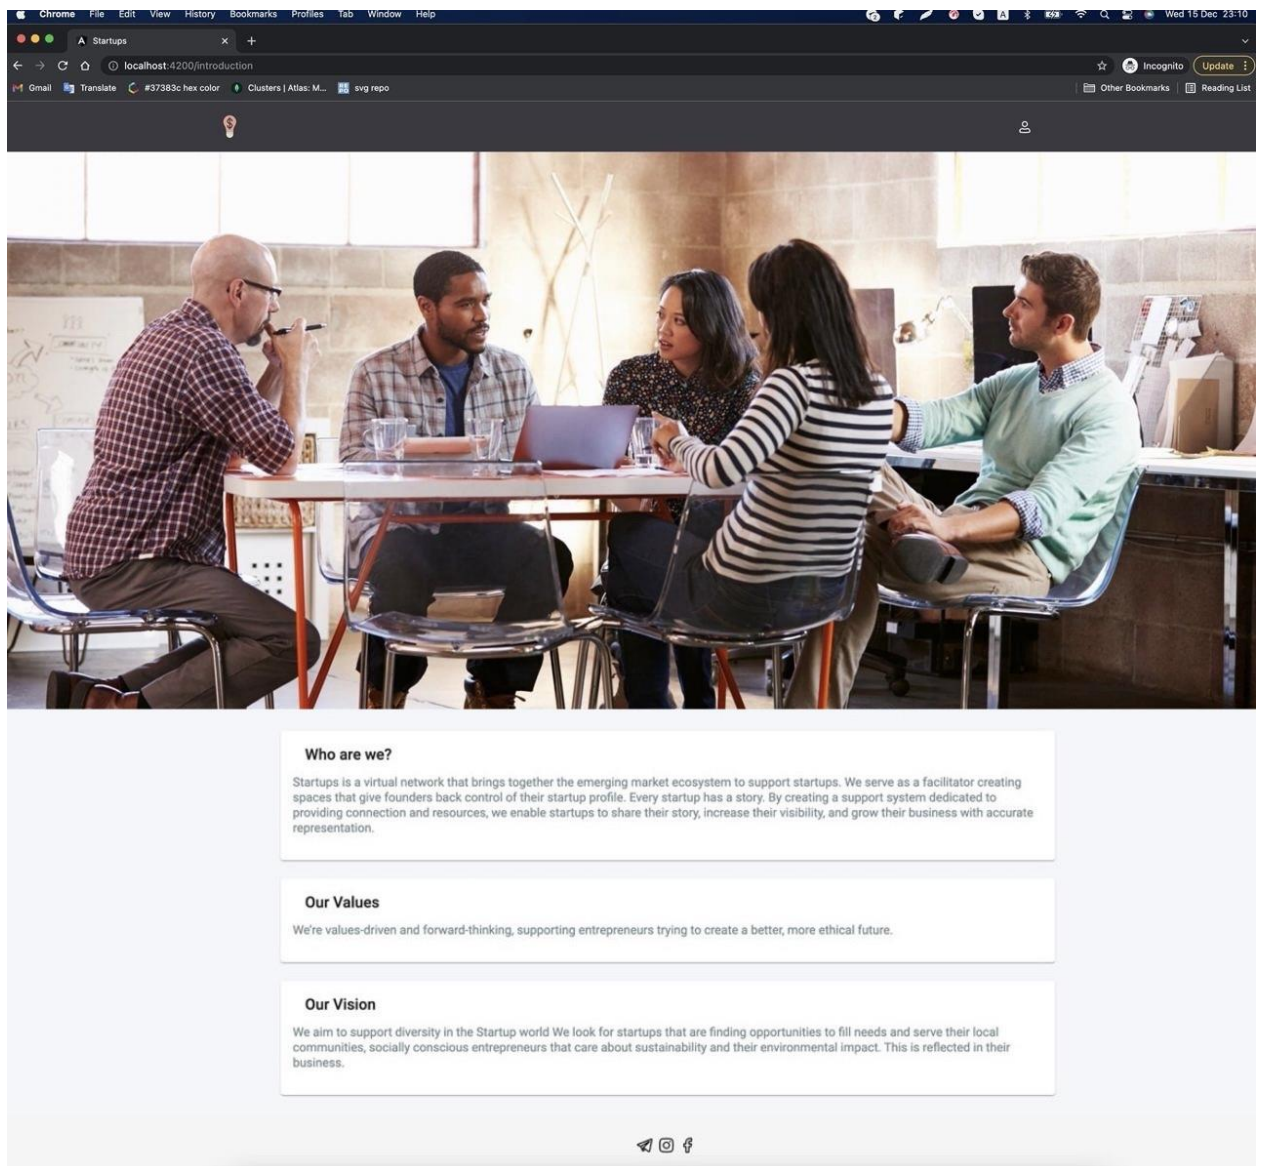 Chrome File Edit View History Bookmarks Profiles Tab Window Help Wed 15 Dec 23:10
A Startups
localhost:4200/introduction Incognito Update
Gmail Translate #37383c hex color Clusters | Atlas: M... svg repo Other Bookmarks Reading List
Who are we?
Startups is a virtual network that brings together the emerging market ecosystem to support startups. We serve as a facilitator creating
spaces that give founders back control of their startup profile. Every startup has a story. By creating a support system dedicated to
providing connection and resources, we enable startups to share their story, increase their visibility, and grow their business with accurate
representation.
Our Values
We're values-driven and forward-thinking, supporting entrepreneurs trying to create a better, more ethical future.
Our Vision
We aim to support diversity in the Startup world We look for startups that are finding opportunities to fill needs and serve their local
communities, socially conscious entrepreneurs that care about sustainability and their environmental impact. This is reflected in their
business.